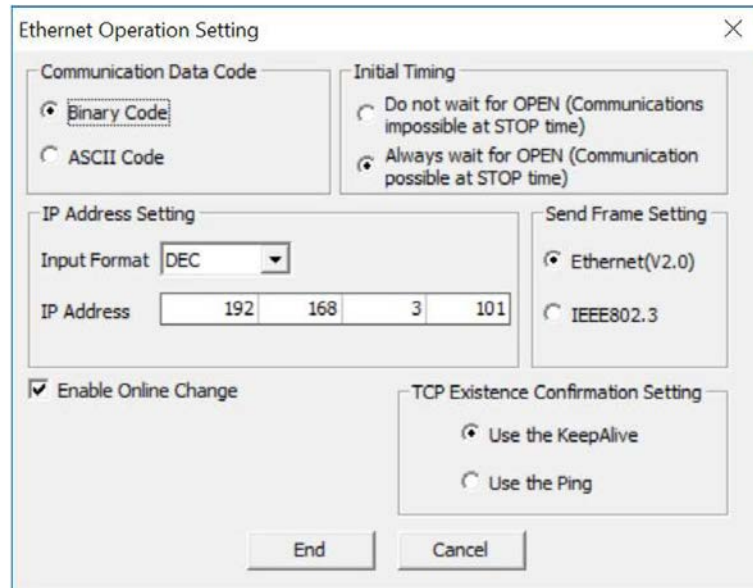 Ethernet Operation Setting
Communication Data Code
Binary Code
ASCII Code
Initial Timing
Do not wait for OPEN (Communications
impossible at STOP time)
Always wait for OPEN (Communication
possible at STOP time)
IP Address Setting
Input Format DEC
IP Address 192 168 3 101
Send Frame Setting
Ethernet(V2.0)
IEEE802.3
Enable Online Change
TCP Existence Confirmation Setting
Use the KeepAlive
Use the Ping
End Cancel